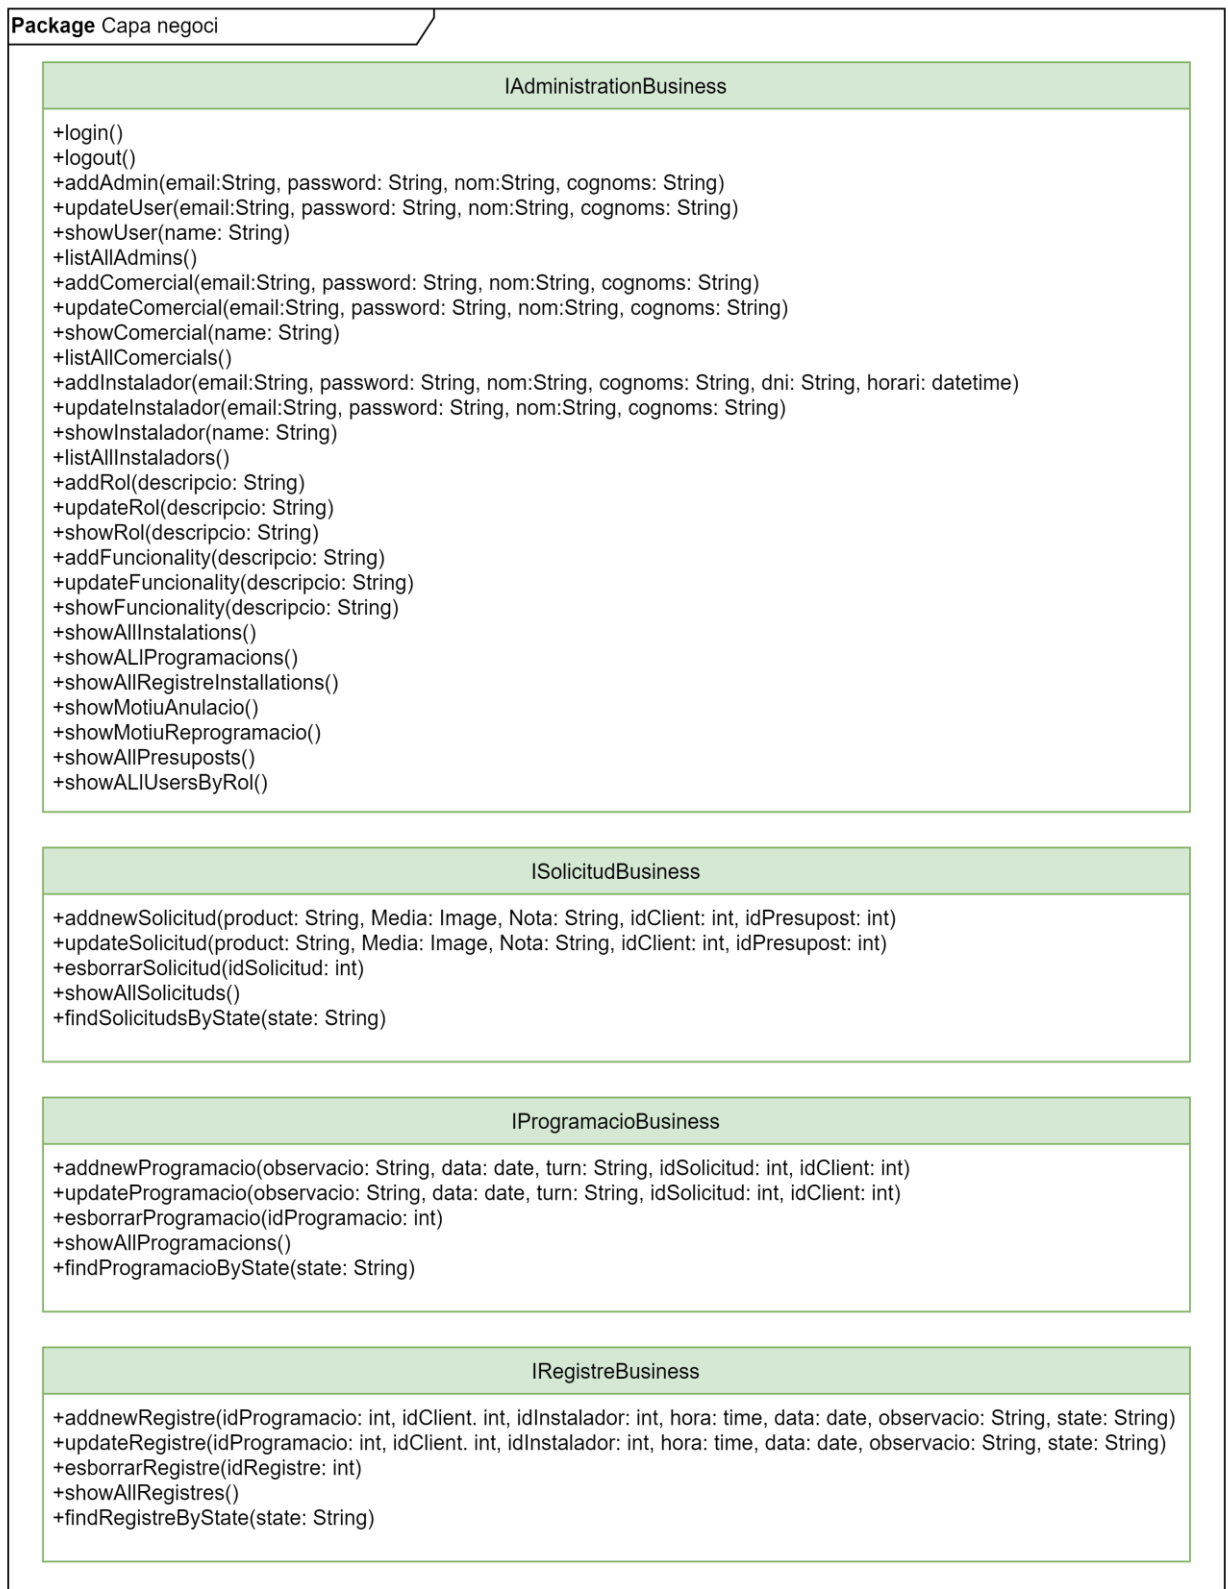 Package Capa negoci
IAdministrationBusiness
+login()
+logout()
+addAdmin(email:String, password: String, nom:String, cognoms: String)
+updateUser(email:String, password: String, nom:String, cognoms: String)
+showUser(name: String)
+listAllAdmins()
+addComercial(email:String, password: String, nom:String, cognoms: String)
+updateComercial(email:String, password: String, nom:String, cognoms: String)
+showComercial(name: String)
+listAllComercials()
+addInstalador(email:String, password: String, nom:String, cognoms: String, dni: String, horari: datetime)
+updateInstalador(email:String, password: String, nom:String, cognoms: String)
+showInstalador(name: String)
+listAllInstaladors()
+addRol(descripcio: String)
+updateRol(descripcio: String)
+showRol(descripcio: String)
+addFuncionality(descripcio: String)
+updateFuncionality(descripcio: String)
+showFuncionality(descripcio: String)
+showAllInstalations()
+showALlProgramacions()
+showAllRegistreInstallations()
+showMotiuAnulacio()
+showMotiuReprogramacio()
+showAllPresuposts()
+showALlUsersByRol()
ISolicitudBusiness
+addnewSolicitud(product: String, Media: Image, Nota: String, idClient: int, idPresupost: int)
+updateSolicitud(product: String, Media: Image, Nota: String, idClient: int, idPresupost: int)
+esborrarSolicitud(idSolicitud: int)
+showAllSolicituds()
+findSolicitudsByState(state: String)
IProgramacioBusiness
+addnewProgramacio(observacio: String, data: date, turn: String, idSolicitud: int, idClient: int)
+updateProgramacio(observacio: String, data: date, turn: String, idSolicitud: int, idClient: int)
+esborrarProgramacio(idProgramacio: int)
+showAllProgramacions()
+findProgramacioByState(state: String)
IRegistreBusiness
+addnewRegistre(idProgramacio: int, idClient. int, idInstalador: int, hora: time, data: date, observacio: String, state: String)
+updateRegistre(idProgramacio: int, idClient. int, idInstalador: int, hora: time, data: date, observacio: String, state: String)
+esborrarRegistre(idRegistre: int)
+showAllRegistres()
+findRegistreByState(state: String)